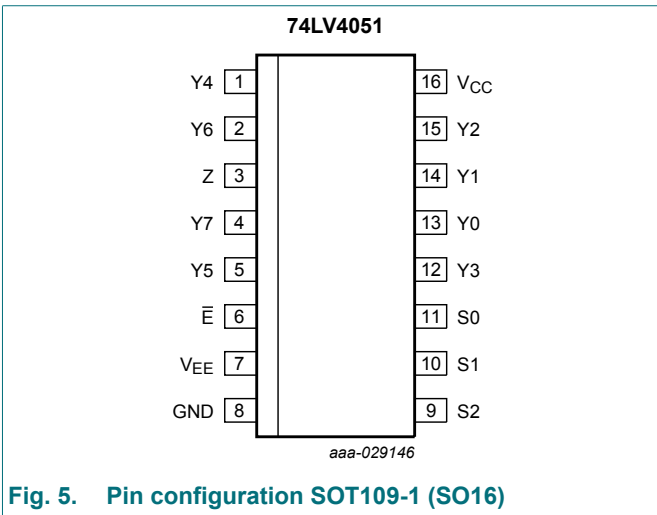 74LV4051
Y4 1 16 VCC
Y6 2 15 Y2
Z 3 14 Y1
Y7 4 13 Y0
Y5 5 12 Y3
E̅ 6 11 S0
VEE 7 10 S1
GND 8 9 S2
aaa-029146
Fig. 5. Pin configuration SOT109-1 (SO16)